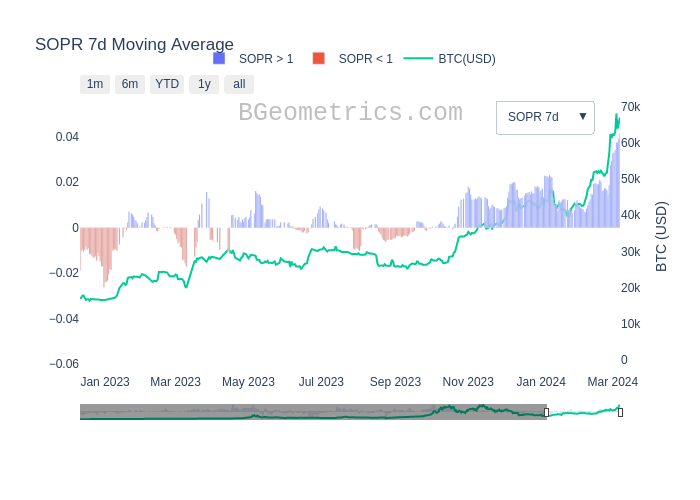 SOPR 7d Moving Average
SOPR > 1
SOPR < 1
BTC(USD)
1m
6m
YTD
1y
all
BGeometrics.com
SOPR 7d
▼
0.04
0.02
0
−0.02
−0.04
−0.06
70k
60k
50k
40k
30k
20k
10k
0
BTC (USD)
Jan 2023
Mar 2023
May 2023
Jul 2023
Sep 2023
Nov 2023
Jan 2024
Mar 2024